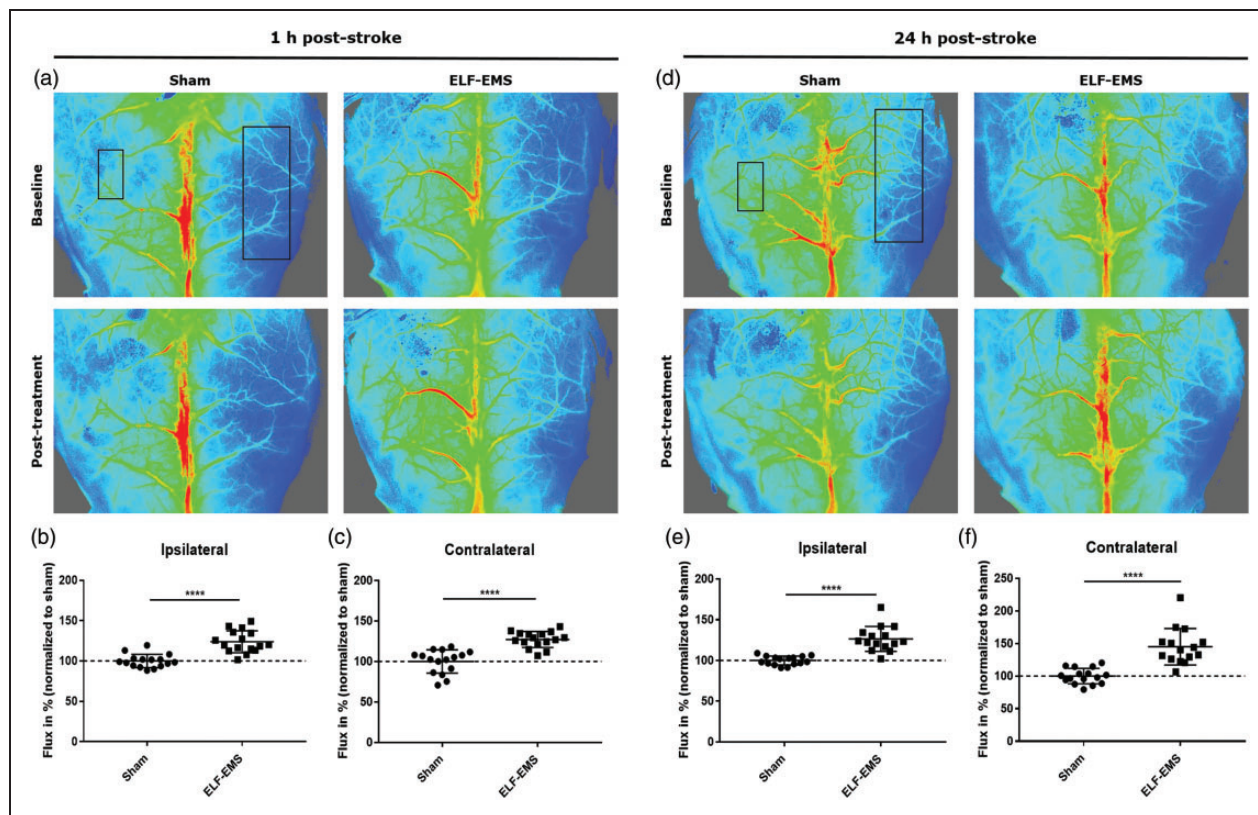 1 h post-stroke
24 h post-stroke
(a)
Sham
ELF-EMS
(d)
Sham
ELF-EMS
Baseline
Baseline
Post-treatment
Post-treatment
(b)
Ipsilateral
Flux in % (normalized to sham)
200
150
100
50
0
****
Sham
ELF-EMS
(c)
Contralateral
Flux in % (normalized to sham)
200
150
100
50
0
****
Sham
ELF-EMS
(e)
Ipsilateral
Flux in % (normalized to sham)
200
150
100
50
0
****
Sham
ELF-EMS
(f)
Contralateral
Flux in % (normalized to sham)
250
200
150
100
50
0
****
Sham
ELF-EMS